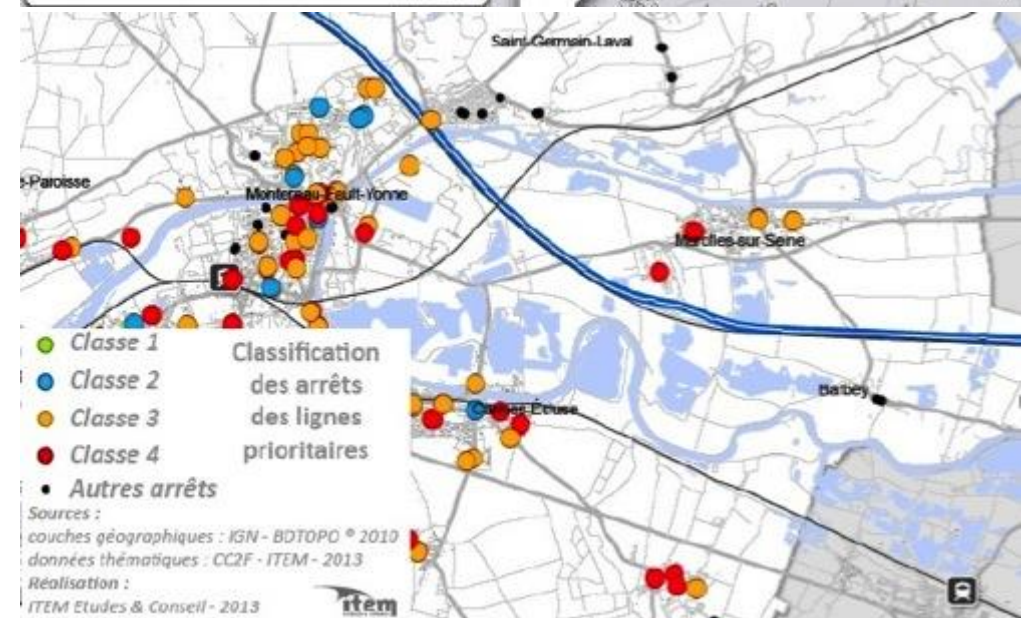 Saint-Germain-Laval
e-Paroisse
Montereau-Fault-Yonne
Marolles-sur-Seine
Barbey
Cannes-Écluse
Classe 1
Classe 2
Classe 3
Classe 4
Autres arrêts
Classification
des arrêts
des lignes
prioritaires
Sources :
couches géographiques : IGN - BDTOPO © 2010
données thématiques : CC2F - ITEM - 2013
Réalisation :
ITEM Etudes & Conseil - 2013
item